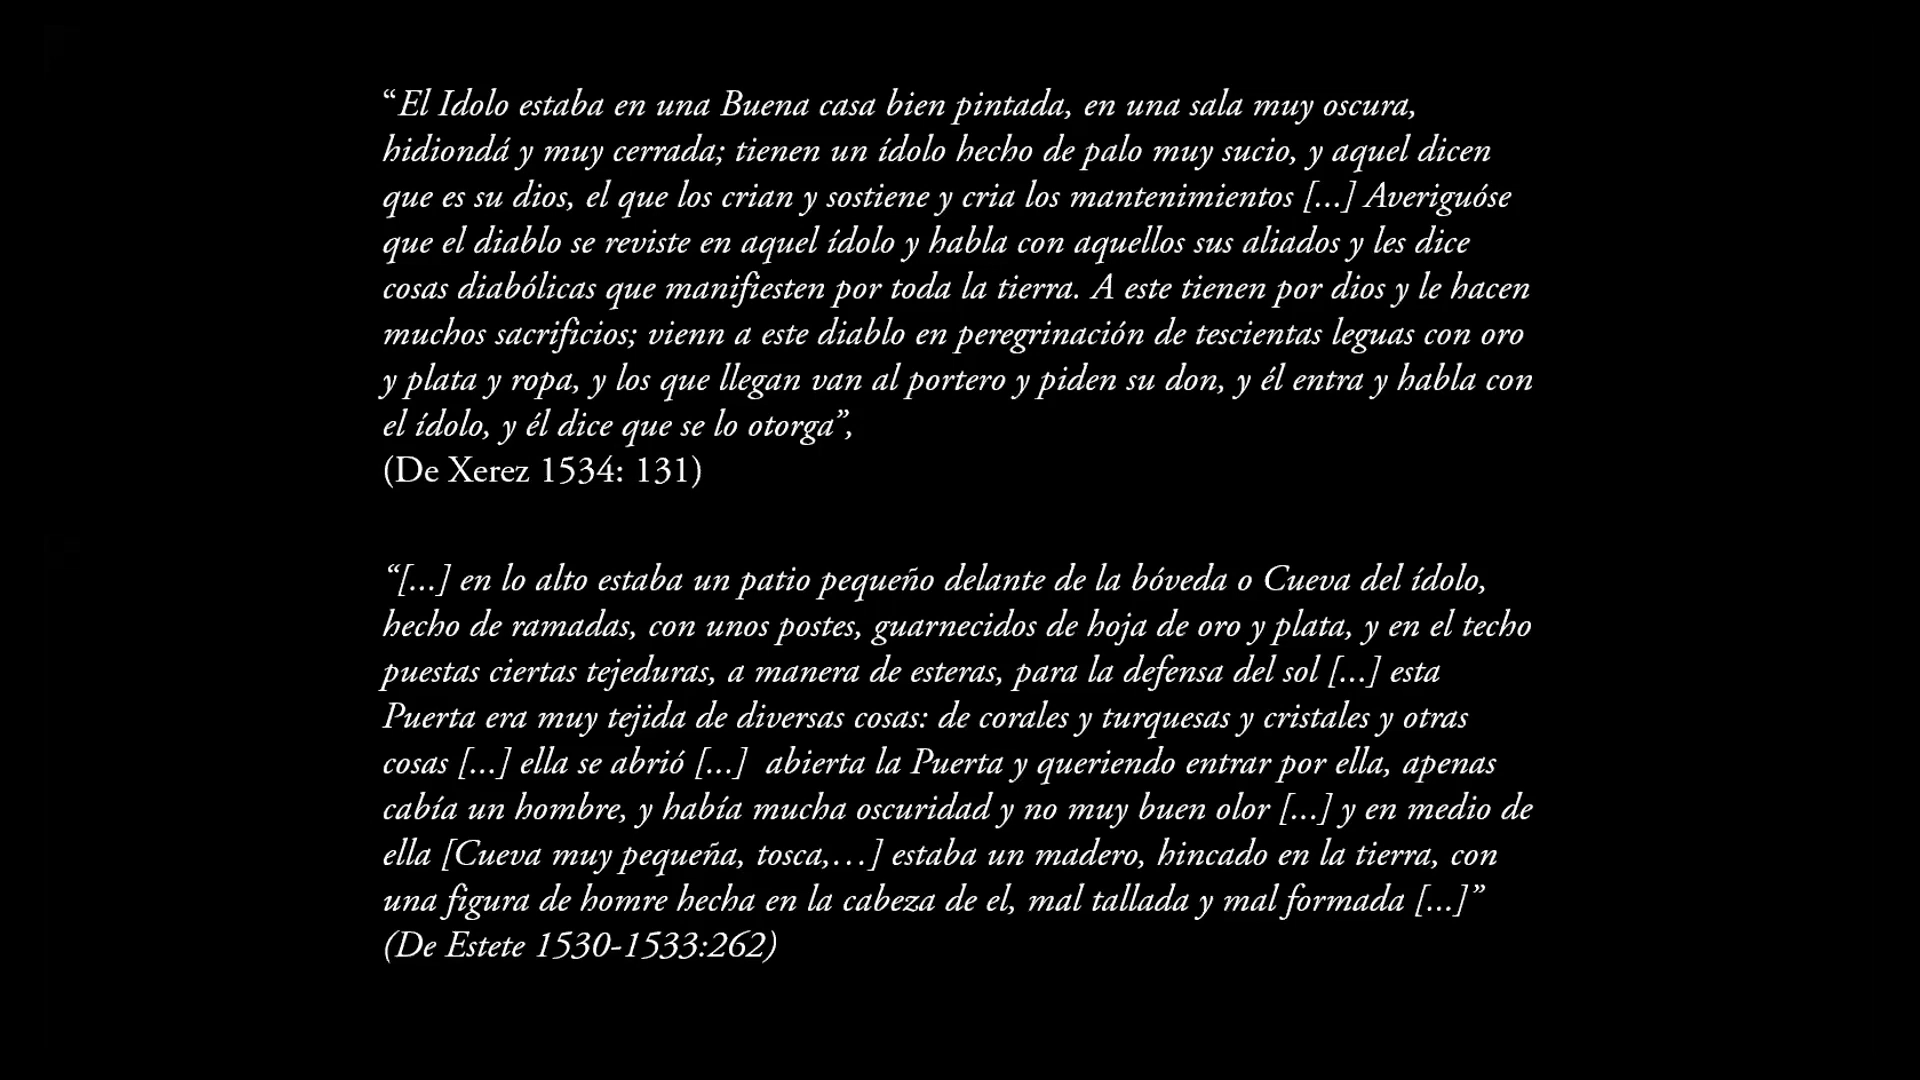 “El Idolo estaba en una Buena casa bien pintada, en una sala muy oscura,
hidiondá y muy cerrada; tienen un ídolo hecho de palo muy sucio, y aquel dicen
que es su dios, el que los crian y sostiene y cria los mantenimientos [...] Averiguóse
que el diablo se reviste en aquel ídolo y habla con aquellos sus aliados y les dice
cosas diabólicas que manifiesten por toda la tierra. A este tienen por dios y le hacen
muchos sacrificios; vienn a este diablo en peregrinación de tescientas leguas con oro
y plata y ropa, y los que llegan van al portero y piden su don, y él entra y habla con
el ídolo, y él dice que se lo otorga”,
(De Xerez 1534: 131)
“[...] en lo alto estaba un patio pequeño delante de la bóveda o Cueva del ídolo,
hecho de ramadas, con unos postes, guarnecidos de hoja de oro y plata, y en el techo
puestas ciertas tejeduras, a manera de esteras, para la defensa del sol [...] esta
Puerta era muy tejida de diversas cosas: de corales y turquesas y cristales y otras
cosas [...] ella se abrió [...]  abierta la Puerta y queriendo entrar por ella, apenas
cabía un hombre, y había mucha oscuridad y no muy buen olor [...] y en medio de
ella [Cueva muy pequeña, tosca,…] estaba un madero, hincado en la tierra, con
una figura de homre hecha en la cabeza de el, mal tallada y mal formada [...]”
(De Estete 1530-1533:262)